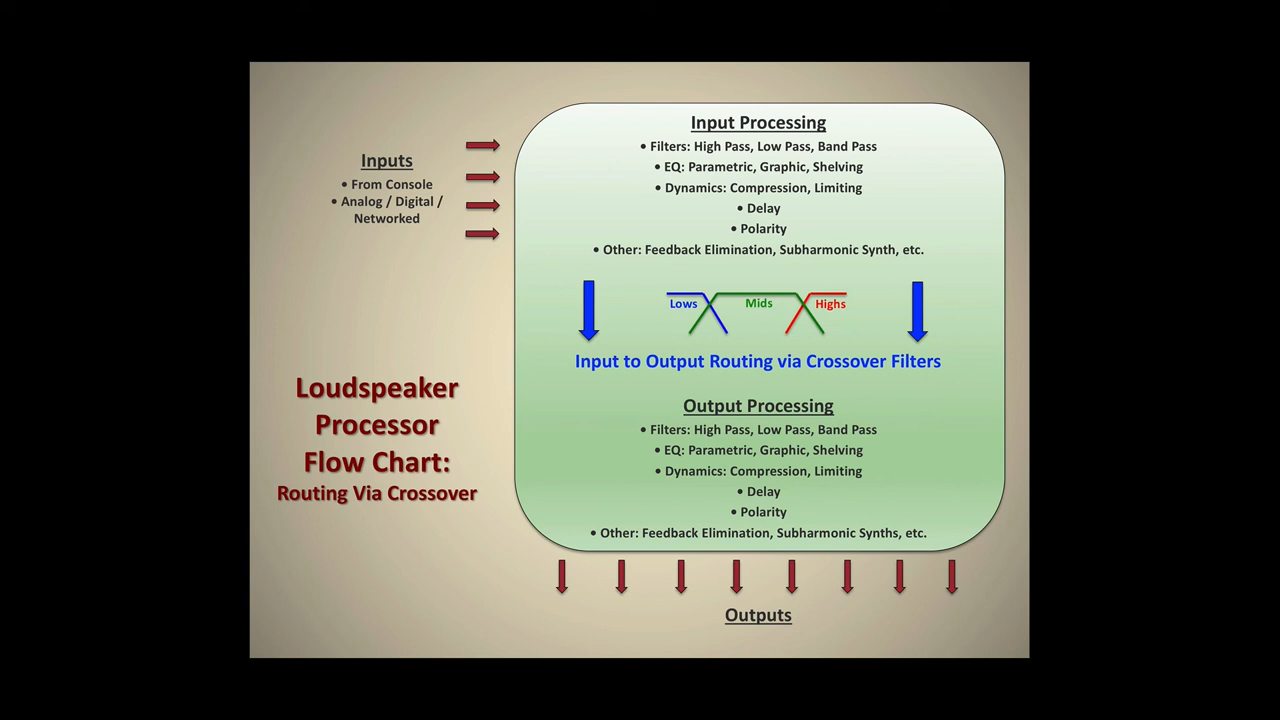 Inputs
• From Console
• Analog / Digital /
Networked
Loudspeaker
Processor
Flow Chart:
Routing Via Crossover
Input Processing
• Filters: High Pass, Low Pass, Band Pass
• EQ: Parametric, Graphic, Shelving
• Dynamics: Compression, Limiting
• Delay
• Polarity
• Other: Feedback Elimination, Subharmonic Synth, etc.
Lows Mids Highs
Input to Output Routing via Crossover Filters
Output Processing
• Filters: High Pass, Low Pass, Band Pass
• EQ: Parametric, Graphic, Shelving
• Dynamics: Compression, Limiting
• Delay
• Polarity
• Other: Feedback Elimination, Subharmonic Synths, etc.
Outputs